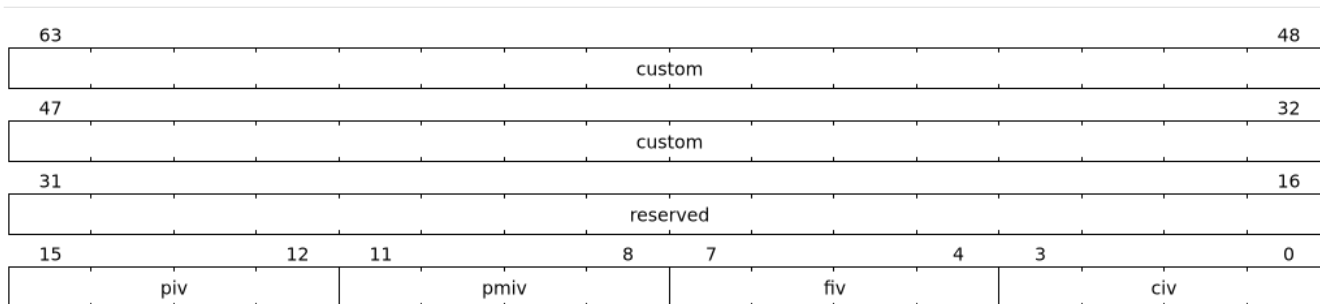 63 48
custom
47 32
custom
31 16
reserved
15 12 11 8 7 4 3 0
piv pmiv fiv civ